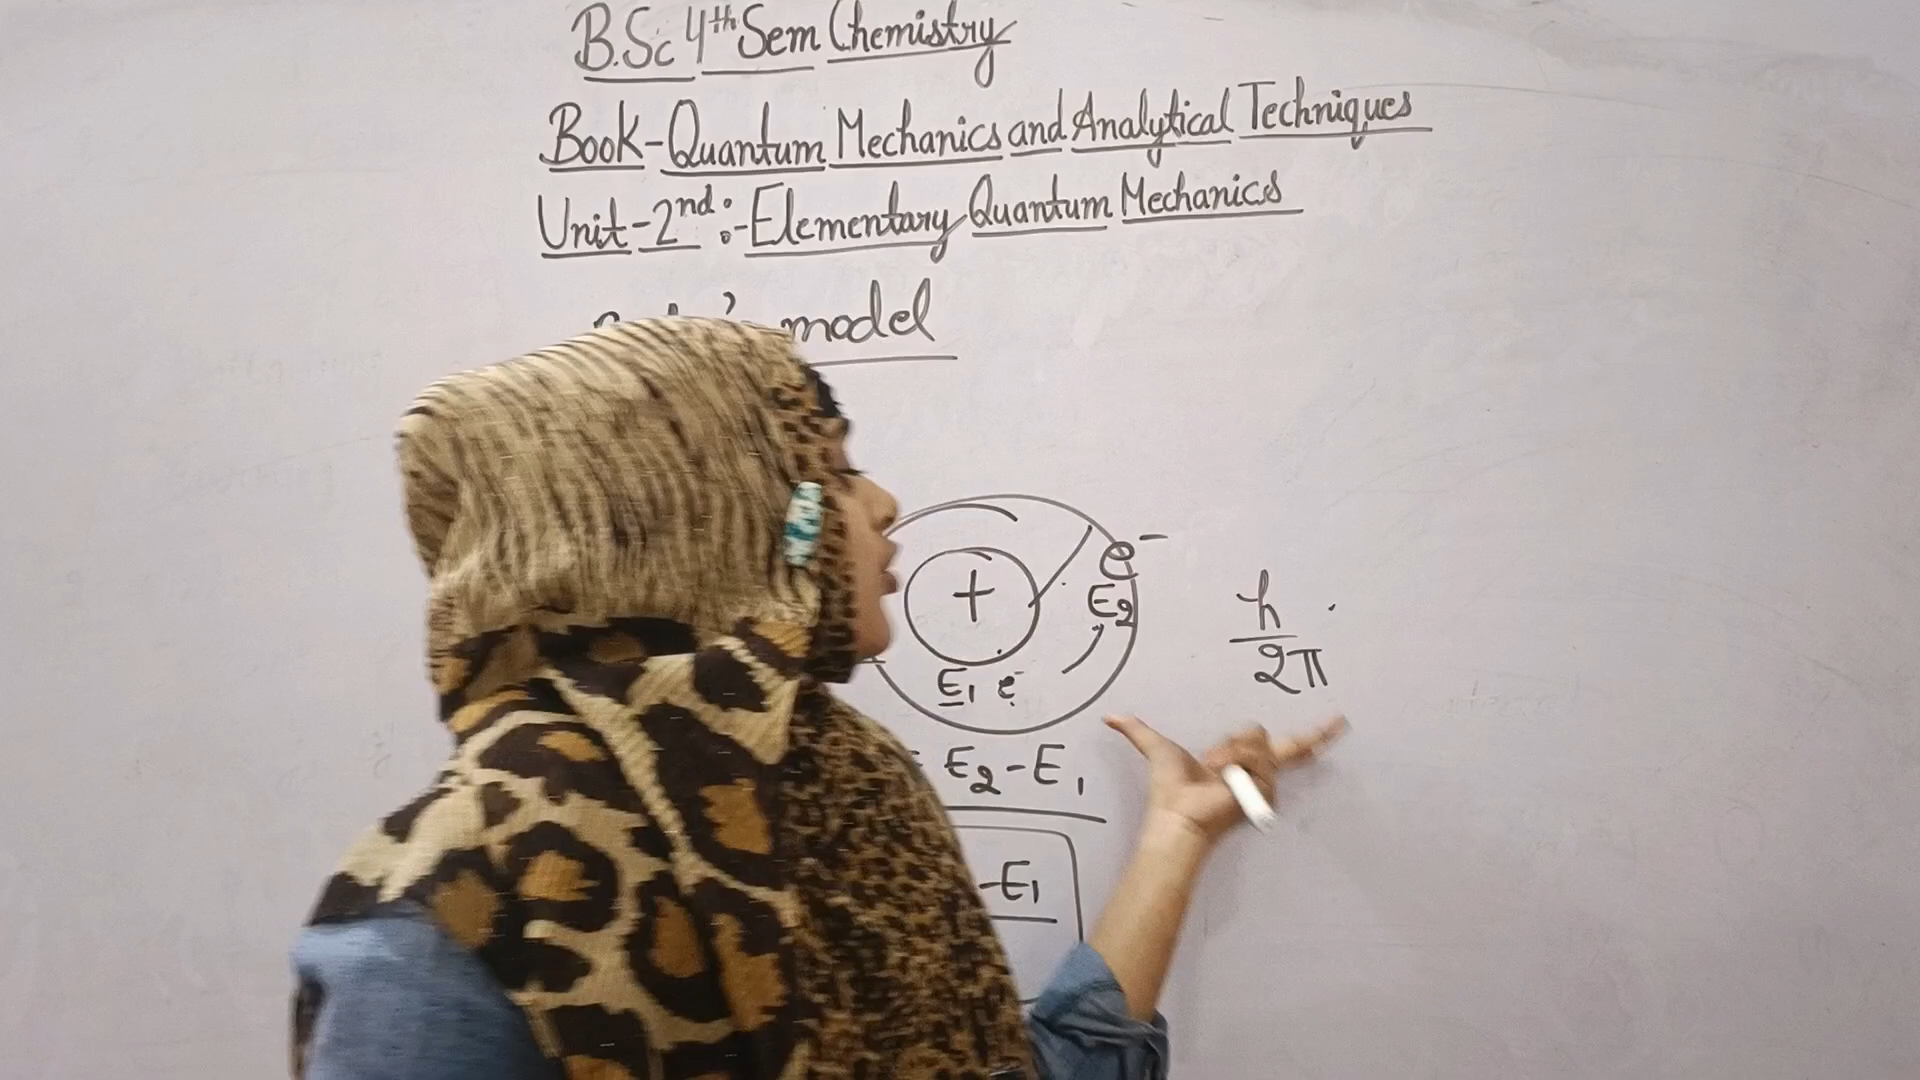 B.Sc 4th Sem Chemistry
Book-Quantum Mechanics and Analytical Techniques
Unit-2nd:-Elementary Quantum Mechanics
model
+
e-
E2
E1 e-
h
2π
= E2-E1
-E1